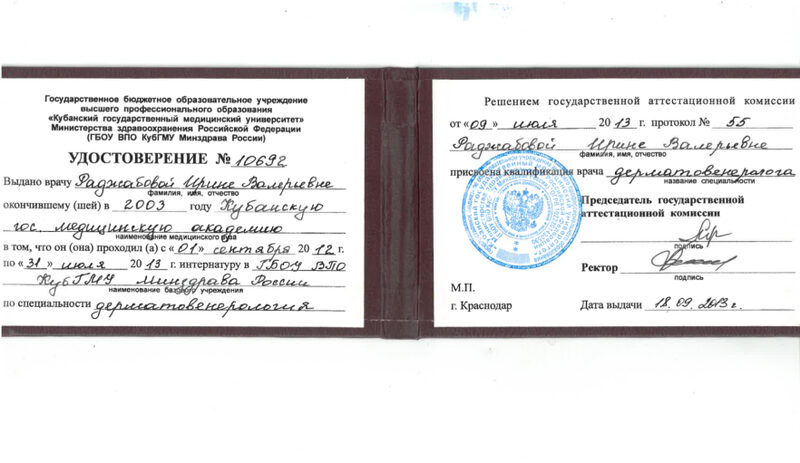 Государственное бюджетное образовательное учреждение
высшего профессионального образования
«Кубанский государственный медицинский университет»
Министерства здравоохранения Российской Федерации
(ГБОУ ВПО КубГМУ Минздрава России)
УДОСТОВЕРЕНИЕ № 10692
Выдано врачу Раджабовой Ирине Валерьевне
фамилия, имя, отчество
окончившему (шей) в 2003 году Кубанскую
гос. медицинскую академию
наименование медицинского вуза
в том, что он (она) проходил (а) с «01» сентября 2012 г.
по «31» июля 2013 г. интернатуру в ГБОУ ВПО
КубГМУ Минздрава России
наименование базового учреждения
по специальности дерматовенерология
Решением государственной аттестационной комиссии
от «09» июля 2013 г. протокол № 55
Раджабовой Ирине Валерьевне
фамилия, имя, отчество
присвоена квалификация врача дерматовенеролога
название специальности
Председатель государственной
аттестационной комиссии
подпись
Ректор
подпись
М.П.
г. Краснодар Дата выдачи 18.09.2013г.